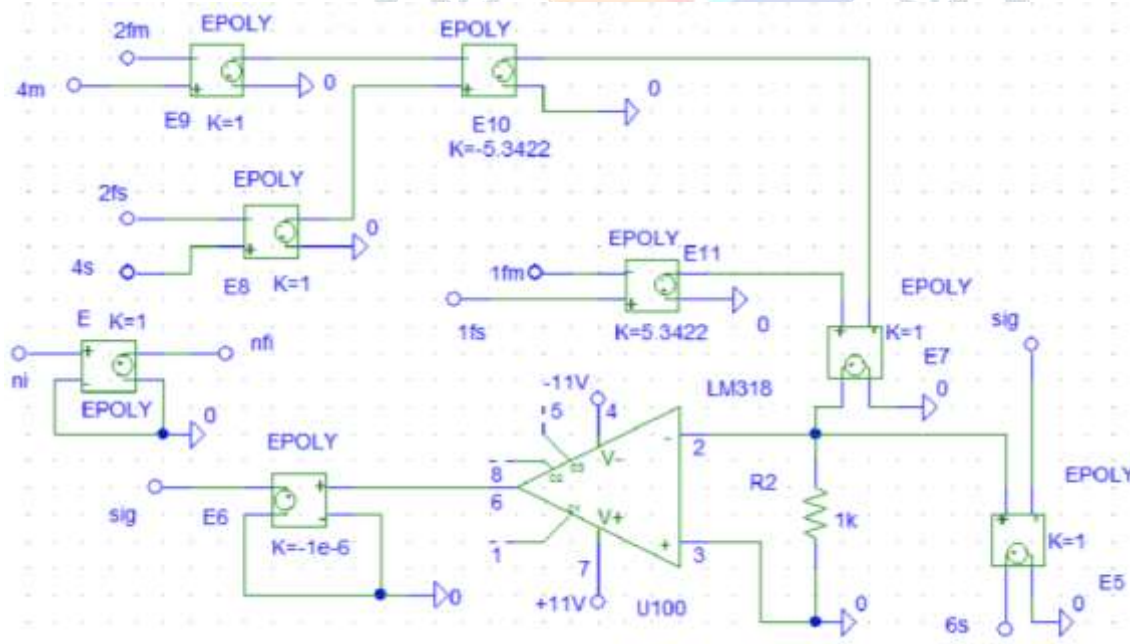 2fm
EPOLY
EPOLY
4m
0
0
E9 K=1
E10
K=-5.3422
EPOLY
2fs
0
4s
E8 K=1
EPOLY
E11
1fm
EPOLY
1fs
K=5.3422
0
sig
E K=1
nfi
K=1
E7
ni
EPOLY
0
0
-11V
LM318
5
4
V-
-
2
EPOLY
8
6
EPOLY
R2
1k
EPOLY
sig
E6
K=-1e-6
1
V+
+
3
K=1
7
E5
0
+11V
U100
0
6s
0